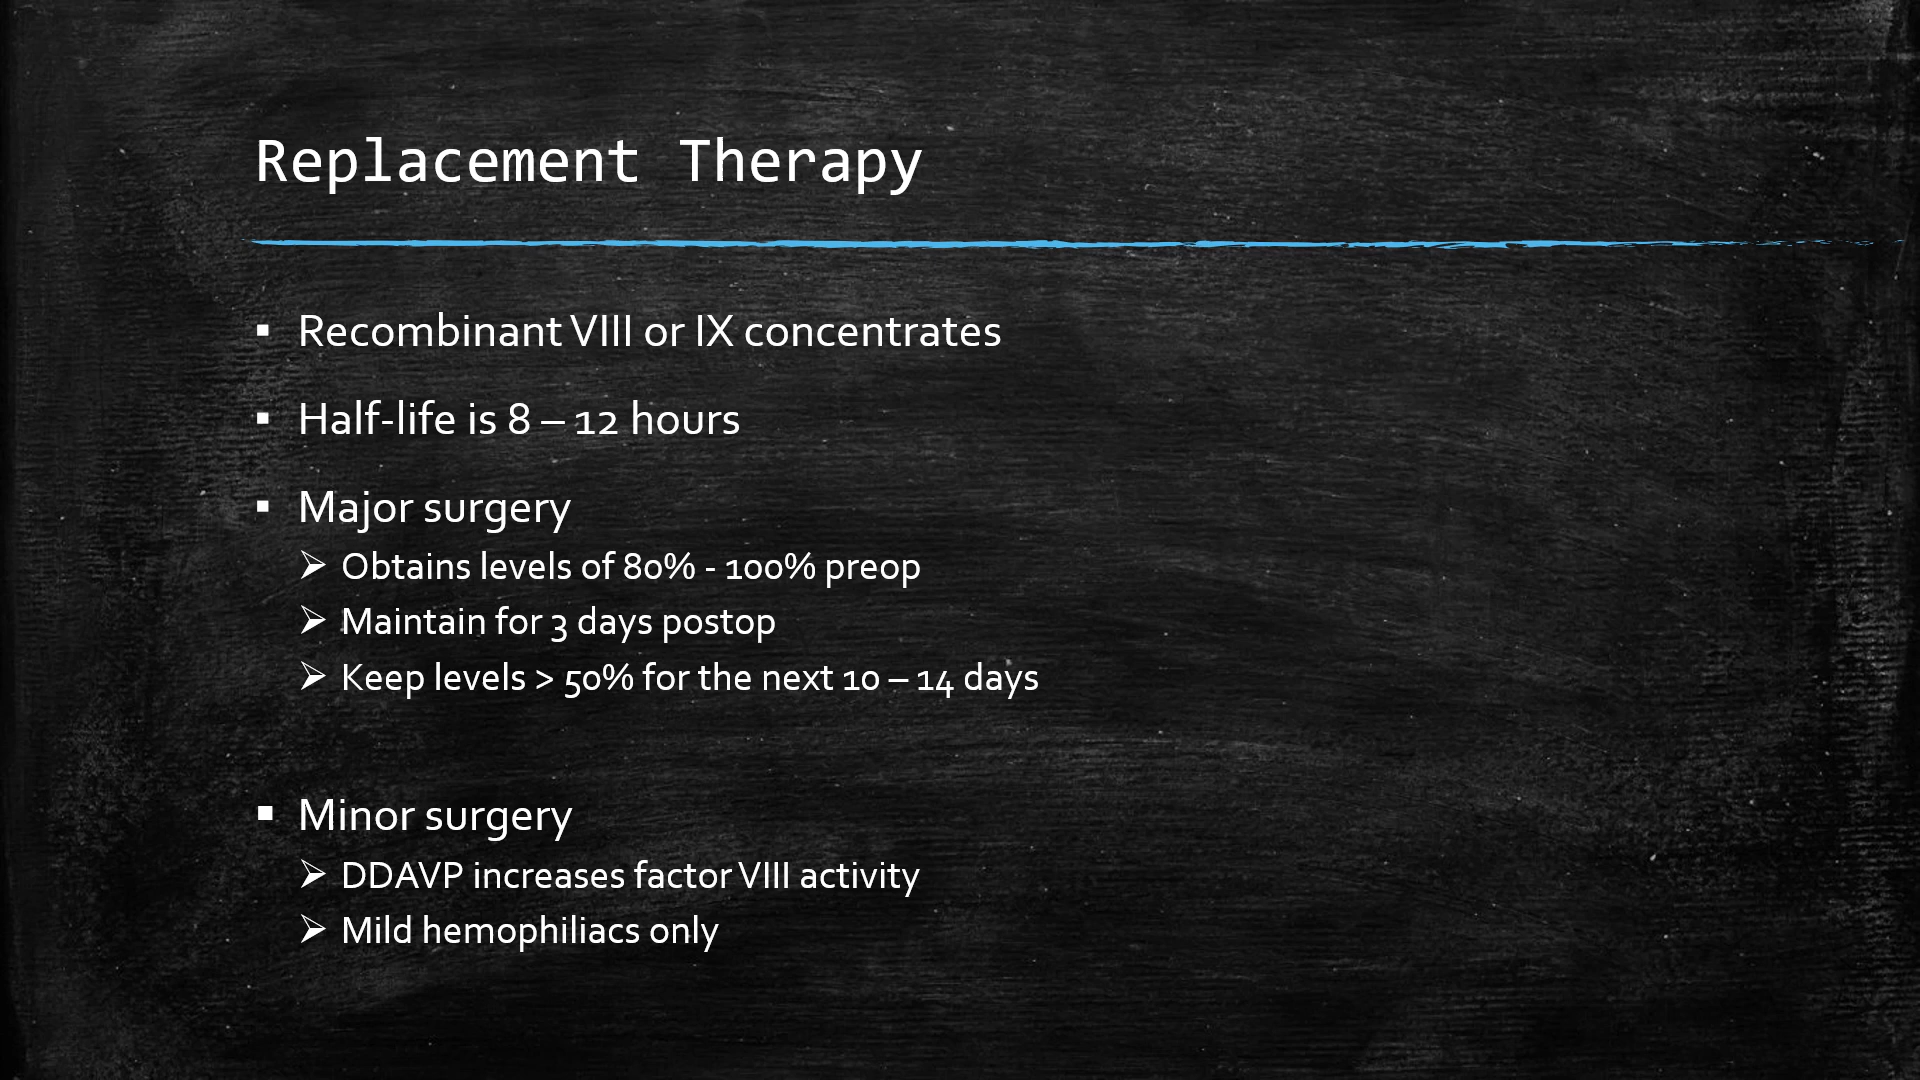 Replacement Therapy
▪ Recombinant VIII or IX concentrates
▪ Half-life is 8 – 12 hours
▪ Major surgery
➢ Obtains levels of 80% - 100% preop
➢ Maintain for 3 days postop
➢ Keep levels > 50% for the next 10 – 14 days
▪ Minor surgery
➢ DDAVP increases factor VIII activity
➢ Mild hemophiliacs only